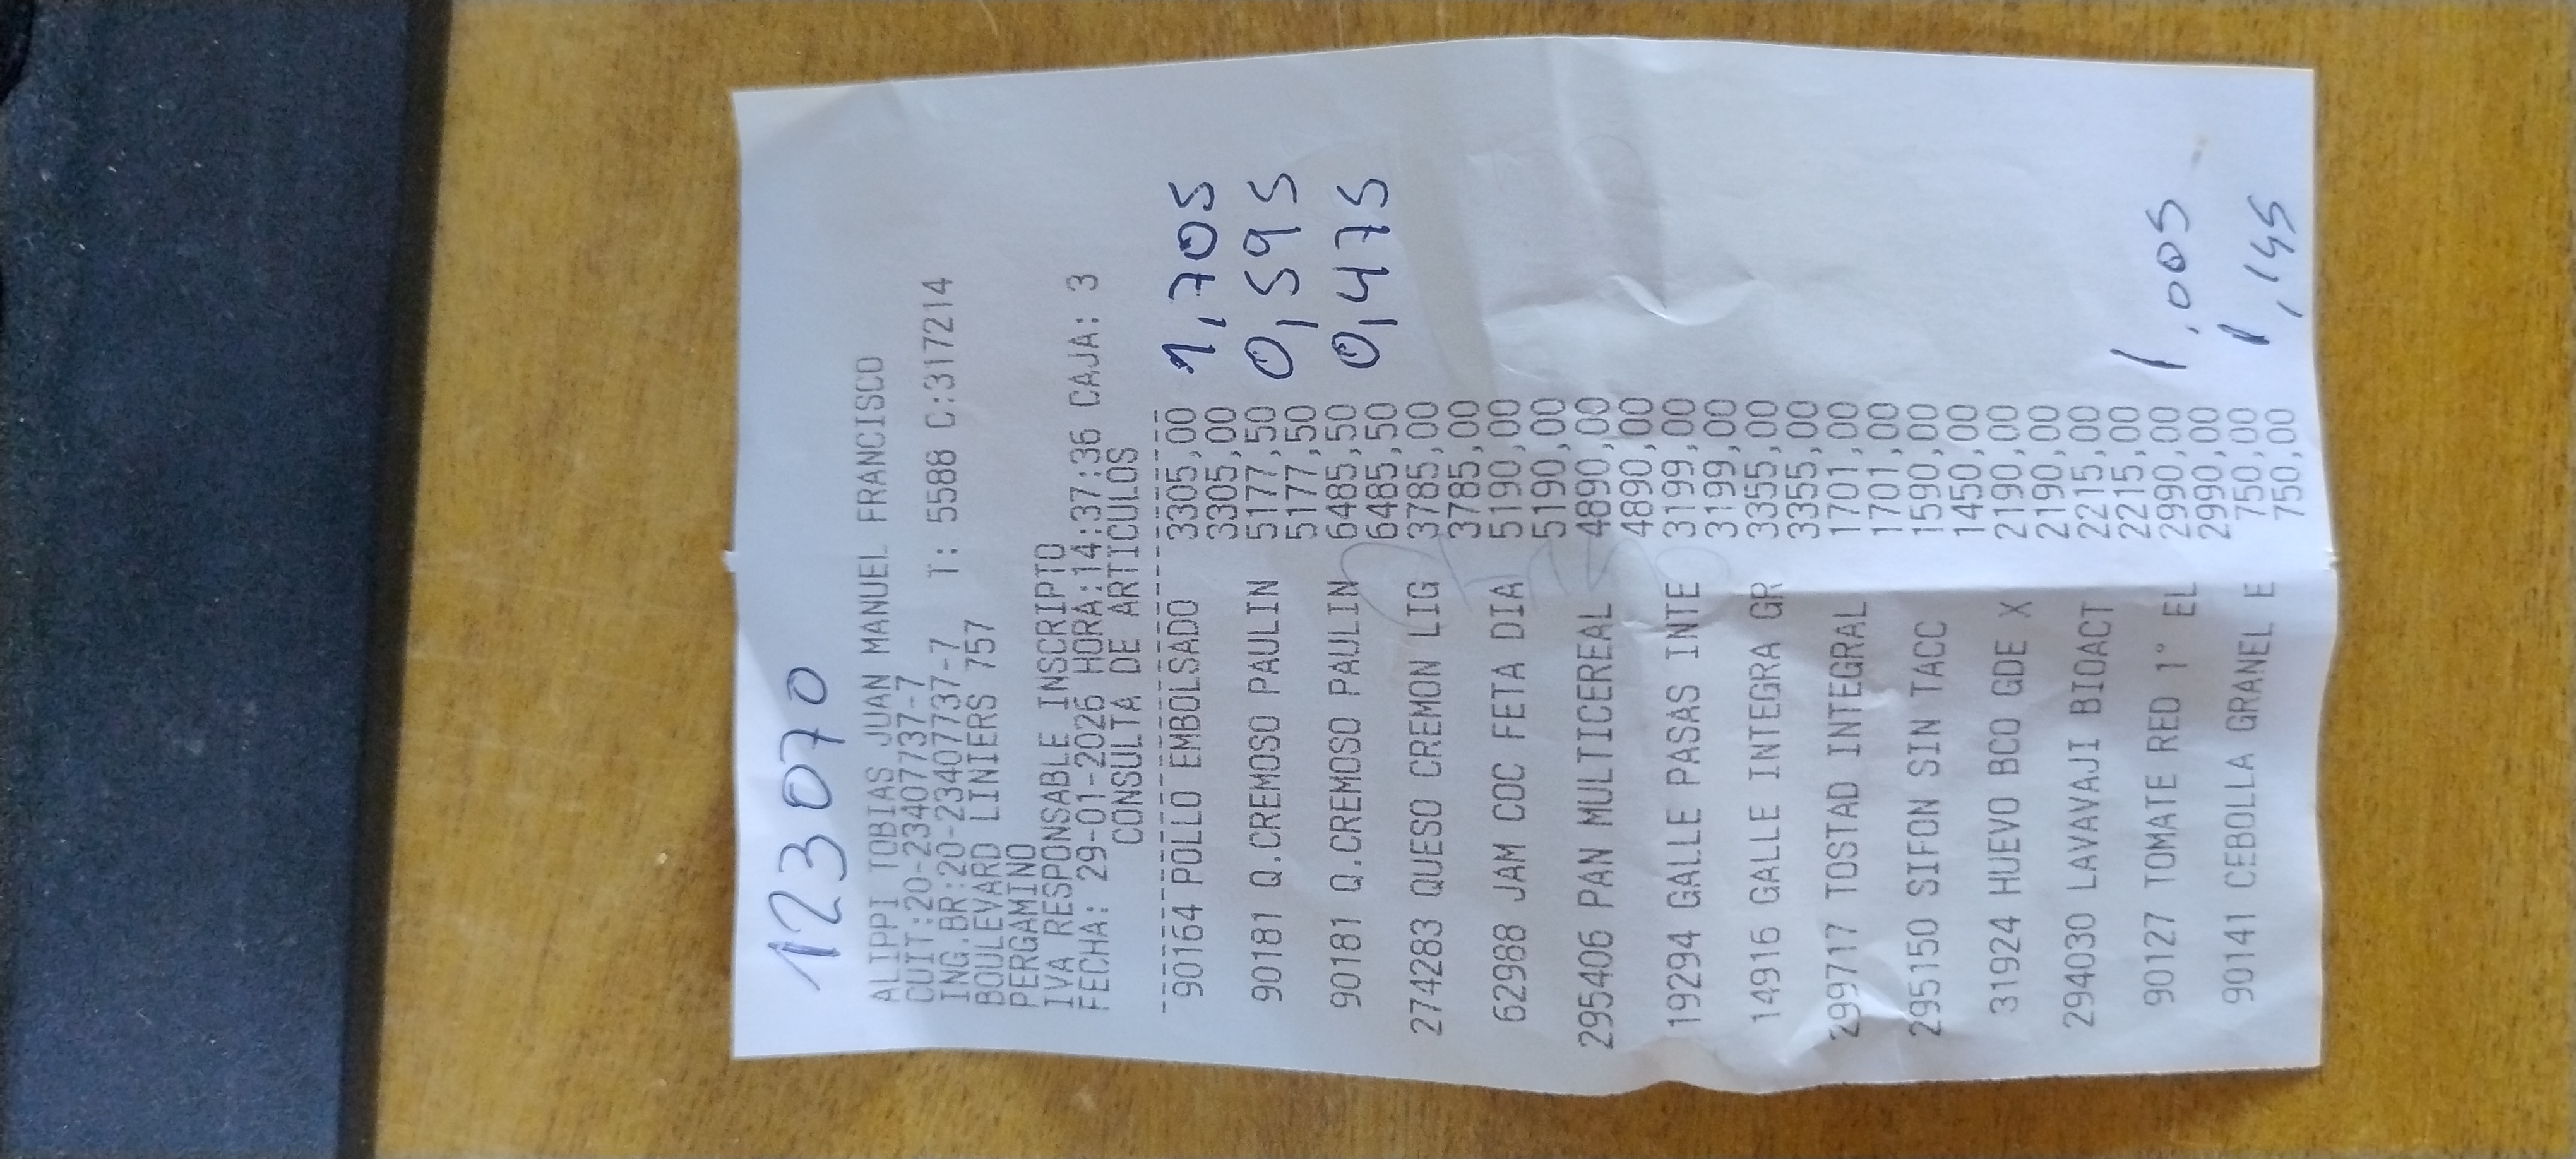 123070
ALIPPI TOBIAS JUAN MANUEL FRANCISCO
CUIT:20-23407737-7
ING.BR:20-23407737-7 T: 5588 C:317214
BOULEVARD LINIERS 757
PERGAMINO
IVA RESPONSABLE INSCRIPTO
FECHA: 29-01-2026 HORA:14:37:36 CAJA: 3
CONSULTA DE ARTICULOS
90164 POLLO EMBOLSADO 3305,00 1,705
3305,00
90181 Q.CREMOSO PAULIN 5177,50 0,595
5177,50
90181 Q.CREMOSO PAULIN 6485,50 0,475
6485,50
274283 QUESO CREMON LIG 3785,00
3785,00
62988 JAM COC FETA DIA 5190,00
5190,00
295406 PAN MULTICEREAL 4890,00
4890,00
19294 GALLE PASAS INTE 3199,00
3199,00
14916 GALLE INTEGRA GR 3355,00
3355,00
299717 TOSTAD INTEGRAL 1701,00
1701,00
295150 SIFON SIN TACC 1590,00
1450,00
31924 HUEVO BCO GDE X 2190,00
2190,00
294030 LAVAVAJI BIOACT 2215,00
2215,00
90127 TOMATE RED 1° EL 2990,00 1,005
2990,00
90141 CEBOLLA GRANEL E 750,00 1,145
750,00